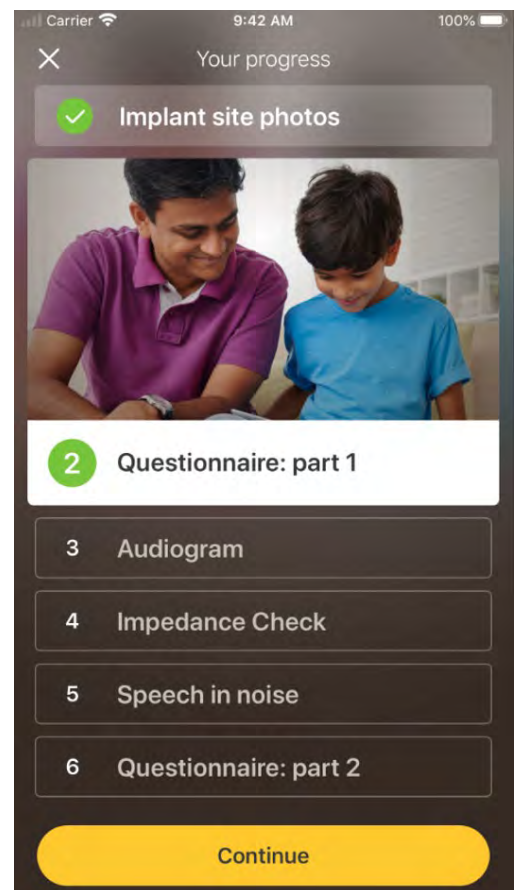 Carrier 9:42 AM 100%
Your progress
Implant site photos
2 Questionnaire: part 1
3 Audiogram
4 Impedance Check
5 Speech in noise
6 Questionnaire: part 2
Continue